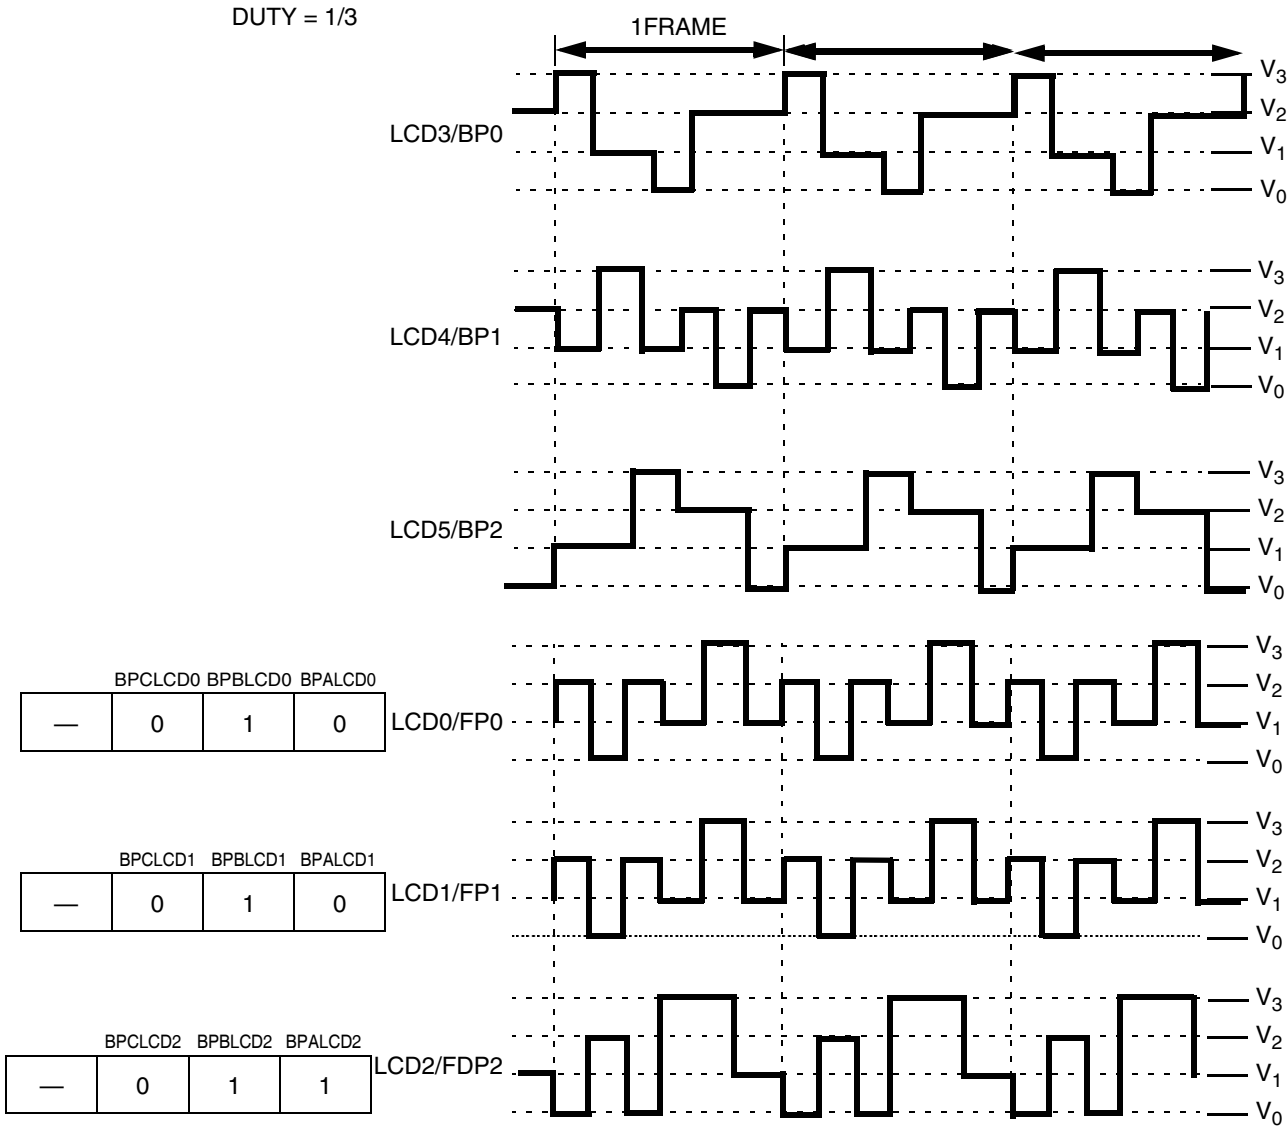 DUTY = 1/3
1FRAME
LCD3/BP0
V3
V2
V1
V0
LCD4/BP1
V3
V2
V1
V0
LCD5/BP2
V3
V2
V1
V0
BPCLCD0 BPBLCD0 BPALCD0
— 0 1 0
LCD0/FP0
V3
V2
V1
V0
BPCLCD1 BPBLCD1 BPALCD1
— 0 1 0
LCD1/FP1
V3
V2
V1
V0
BPCLCD2 BPBLCD2 BPALCD2
— 0 1 1
LCD2/FDP2
V3
V2
V1
V0